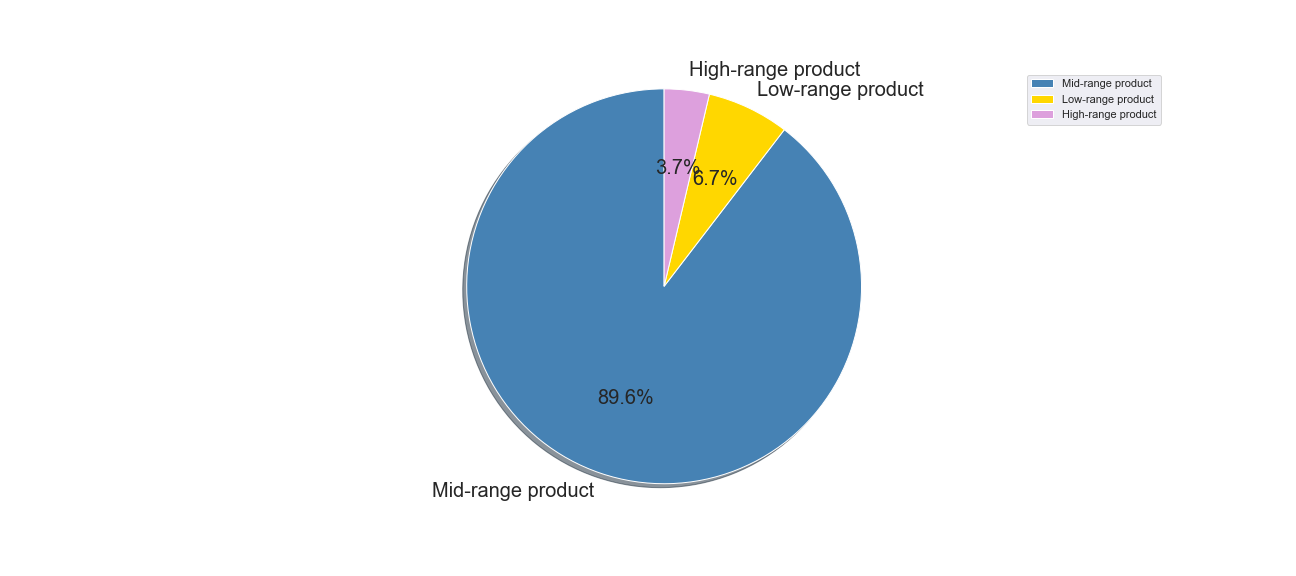 High-range product
Low-range product
3.7%
6.7%
89.6%
Mid-range product
Mid-range product
Low-range product
High-range product